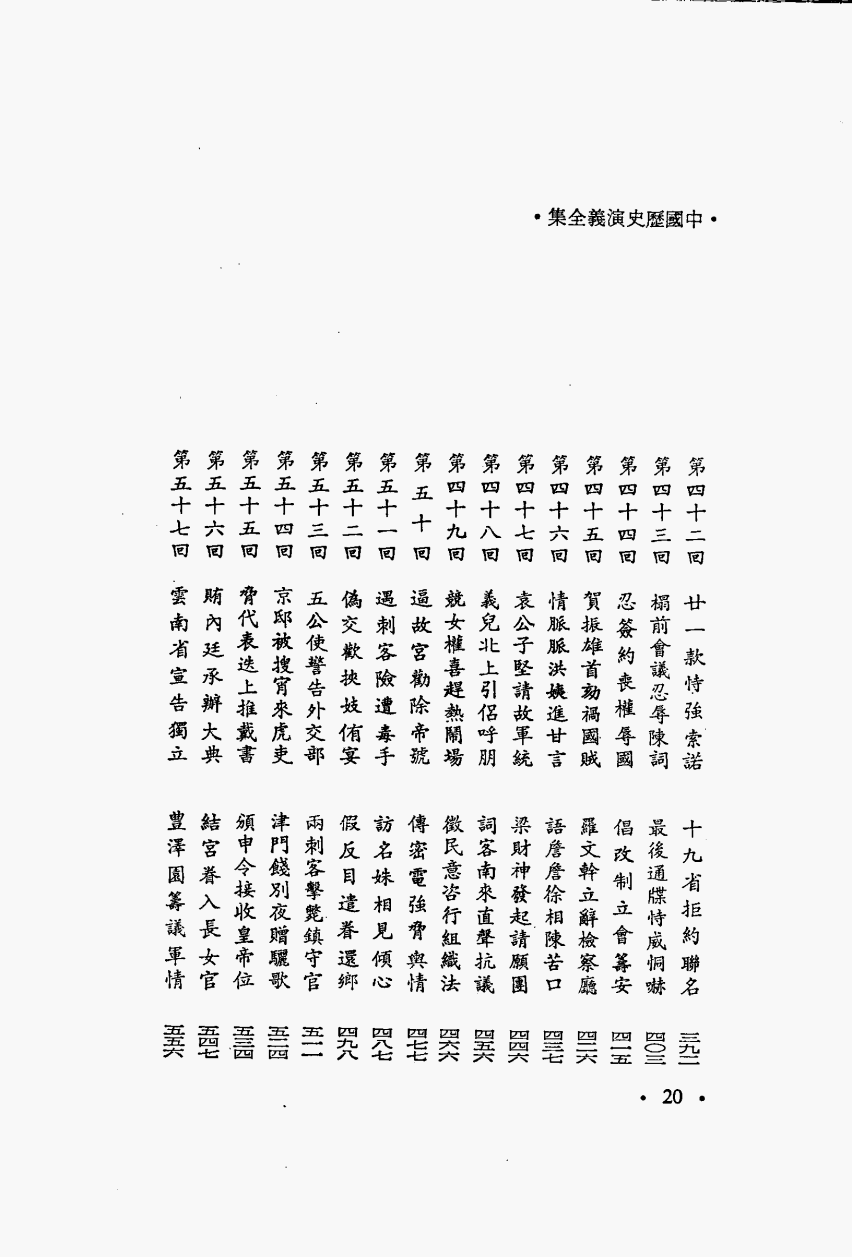 •中國歷史演義全集•
第四十二回 廿一款恃強索諾 十九省拒約聯名 三九二
第四十三回 榻前會議忍辱陳詞 最後通牒恃威恫嚇 四〇三
第四十四回 忍簽約喪權辱國 倡改制立會籌安 四一五
第四十五回 賀振雄首劾禍國賊 羅文幹立辭檢察廳 四二六
第四十六回 情脈脈洪姨進甘言 語詹詹徐相陳苦口 四三七
第四十七回 袁公子堅請故軍統 梁財神發起請願團 四四六
第四十八回 義兒北上引侶呼朋 詞客南來直聲抗議 四五六
第四十九回 競女權喜趕熱鬧場 徵民意咨行組織法 四六六
第五十回 逼故宮勸除帝號 傳密電強脅輿情 四七七
第五十一回 遇刺客險遭毒手 訪名姝相見傾心 四八七
第五十二回 偽交歡挾妓侑宴 假反目遣眷還鄉 四九八
第五十三回 五公使警告外交部 兩刺客擊斃鎮守官 五一一
第五十四回 京邸被搜宵來虎吏 津門餞別夜贈驪歌 五二四
第五十五回 脅代表迭上推戴書 頒申令接收皇帝位 五三四
第五十六回 賄內廷承辦大典 結宮眷入長女官 五四七
第五十七回 雲南省宣告獨立 豐澤園籌議軍情 五五六
• 20 •